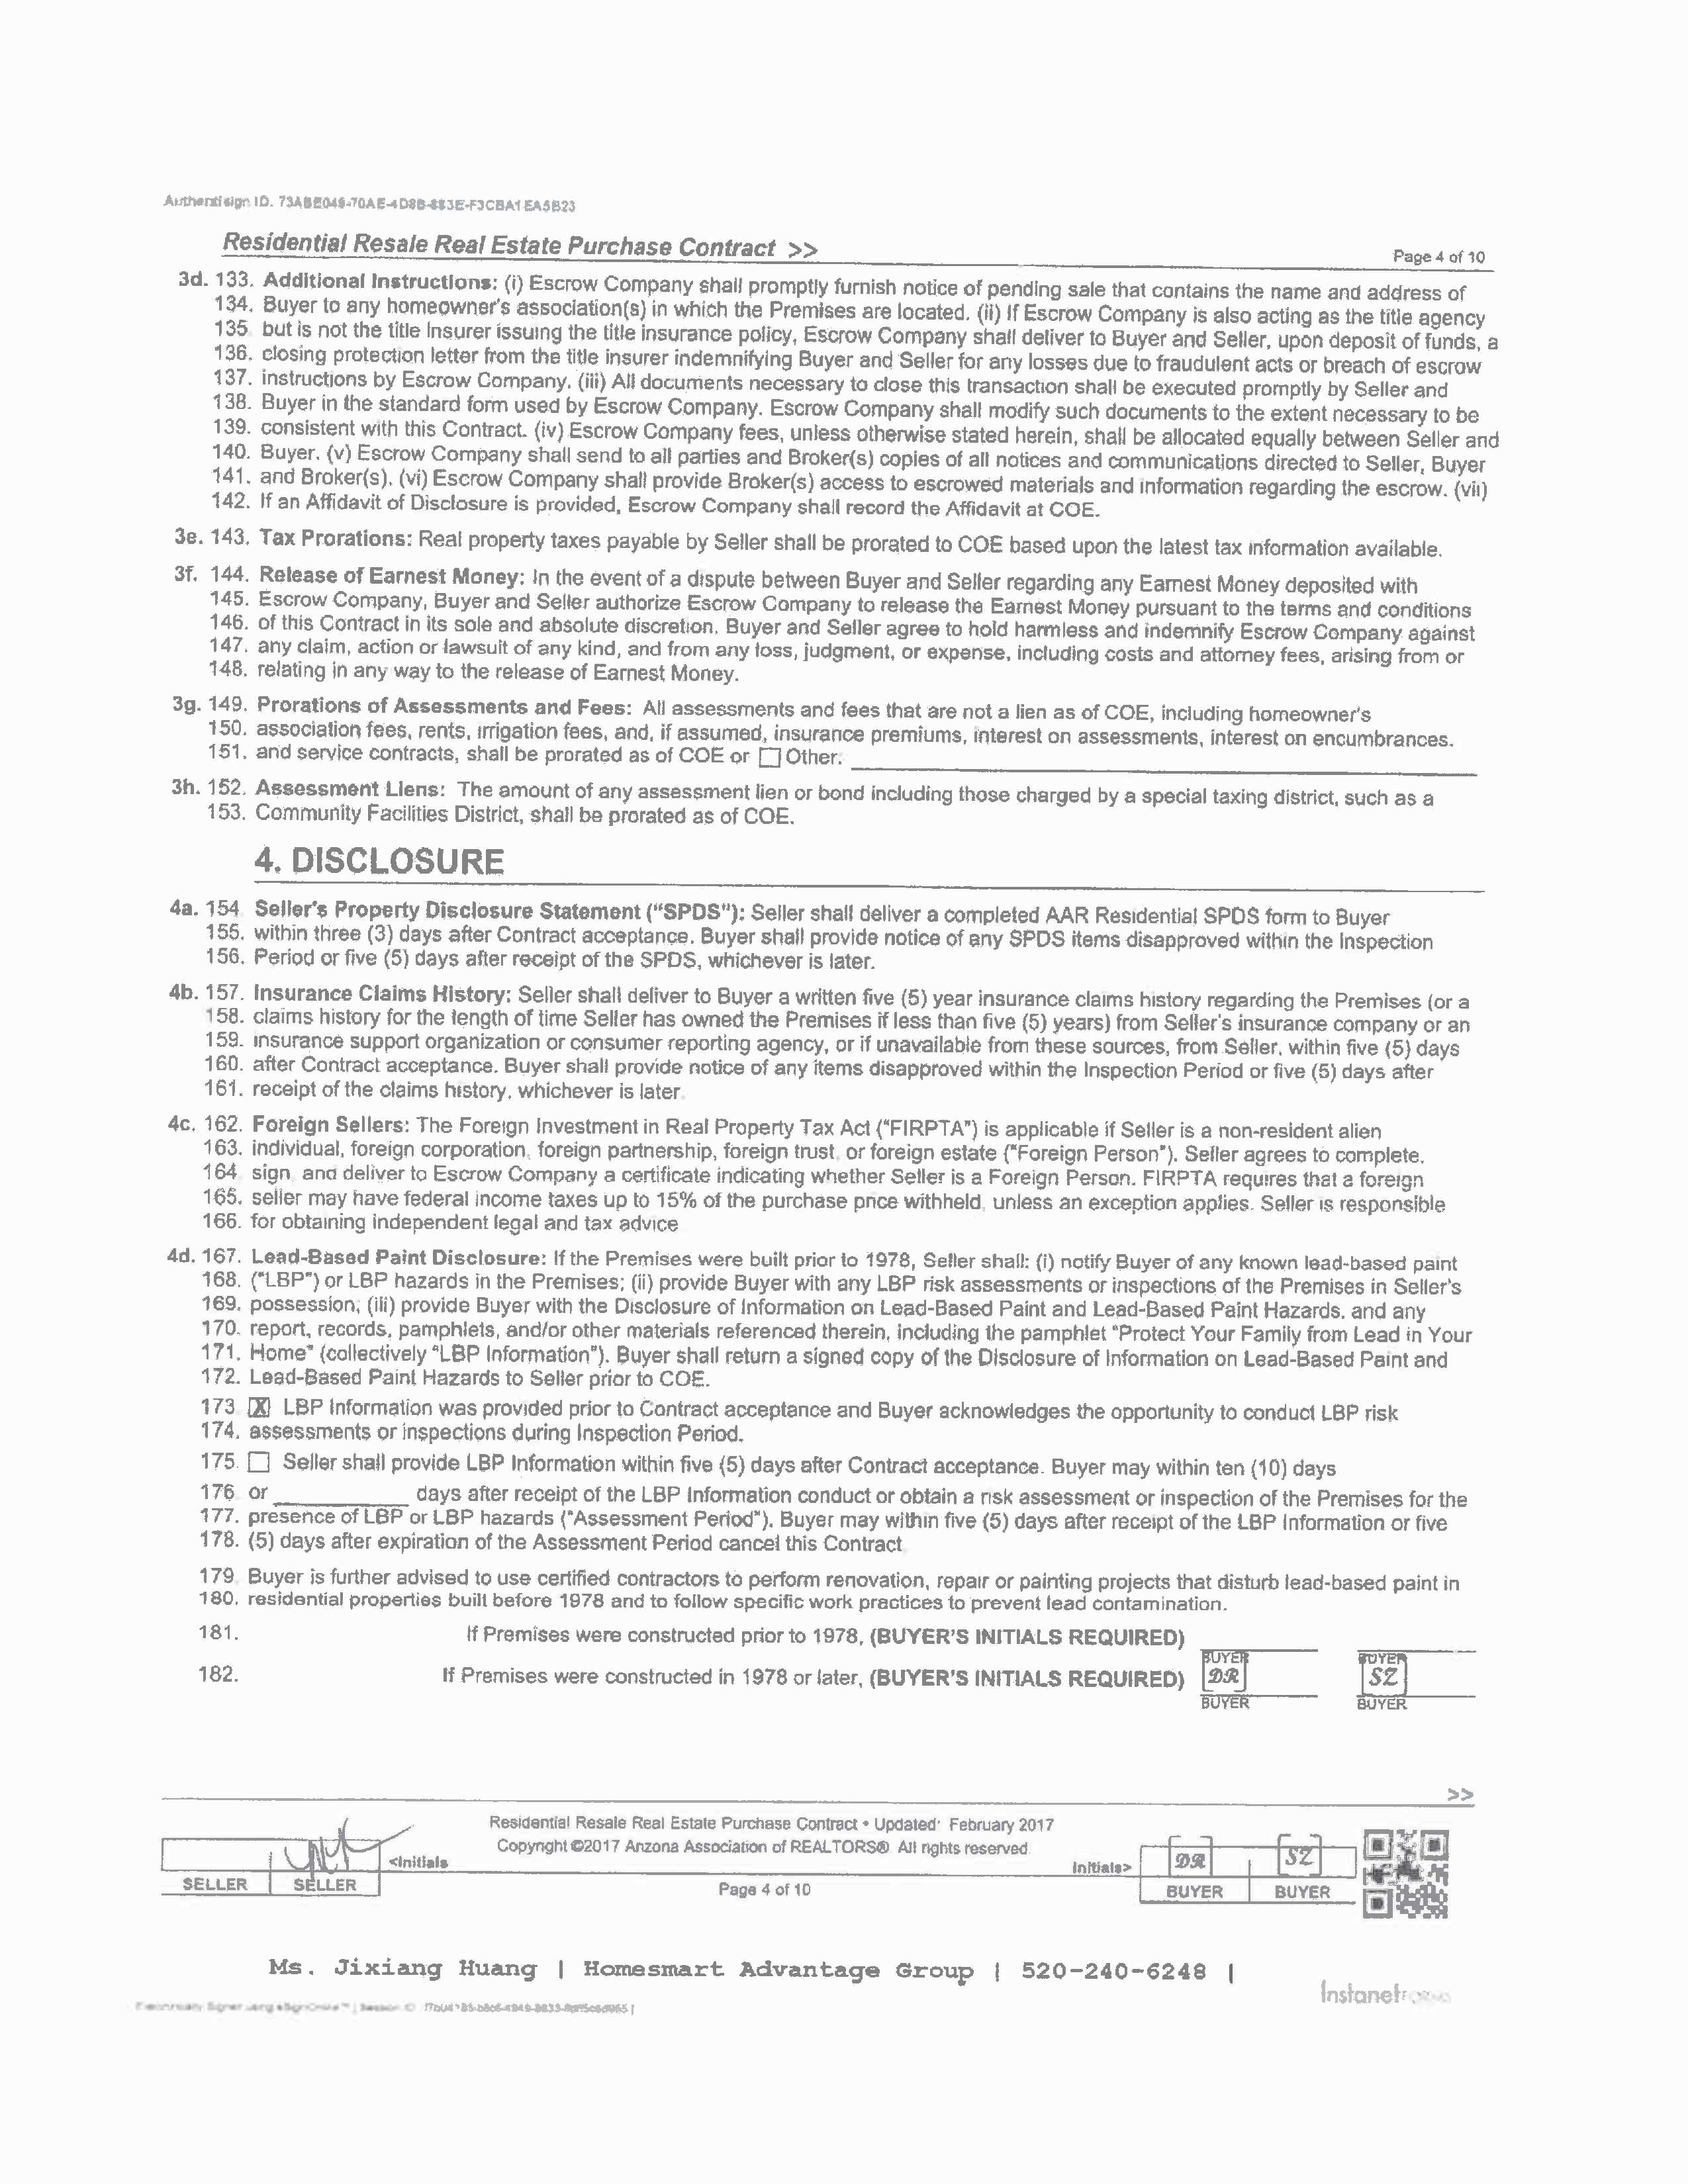 Authentisign ID. 73ABE049-70AE-4D8B-883E-F3CBA1EA5B23
Residential Resale Real Estate Purchase Contract >>
Page 4 of 10
3d. 133. Additional Instructions: (i) Escrow Company shall promptly furnish notice of pending sale that contains the name and address of
134. Buyer to any homeowner's association(s) in which the Premises are located. (ii) If Escrow Company is also acting as the title agency
135 but is not the title insurer issuing the title insurance policy, Escrow Company shall deliver to Buyer and Seller, upon deposit of funds, a
136. closing protection letter from the title insurer indemnifying Buyer and Seller for any losses due to fraudulent acts or breach of escrow
137. instructions by Escrow Company. (iii) All documents necessary to close this transaction shall be executed promptly by Seller and
138. Buyer in the standard form used by Escrow Company. Escrow Company shall modify such documents to the extent necessary to be
139. consistent with this Contract. (iv) Escrow Company fees, unless otherwise stated herein, shall be allocated equally between Seller and
140. Buyer. (v) Escrow Company shall send to all parties and Broker(s) copies of all notices and communications directed to Seller, Buyer
141. and Broker(s). (vi) Escrow Company shall provide Broker(s) access to escrowed materials and information regarding the escrow. (vii)
142. If an Affidavit of Disclosure is provided, Escrow Company shall record the Affidavit at COE.
3e. 143. Tax Prorations: Real property taxes payable by Seller shall be prorated to COE based upon the latest tax information available.
3f. 144. Release of Earnest Money: In the event of a dispute between Buyer and Seller regarding any Earnest Money deposited with
145. Escrow Company, Buyer and Seller authorize Escrow Company to release the Earnest Money pursuant to the terms and conditions
146. of this Contract in its sole and absolute discretion. Buyer and Seller agree to hold harmless and indemnify Escrow Company against
147. any claim, action or lawsuit of any kind, and from any loss, judgment, or expense, including costs and attorney fees, arising from or
148. relating in any way to the release of Earnest Money.
3g. 149. Prorations of Assessments and Fees: All assessments and fees that are not a lien as of COE, including homeowner's
150. association fees, rents, irrigation fees, and, if assumed, insurance premiums, interest on assessments, interest on encumbrances.
151. and service contracts, shall be prorated as of COE or ☐ Other:
3h. 152. Assessment Liens: The amount of any assessment lien or bond including those charged by a special taxing district, such as a
153. Community Facilities District, shall be prorated as of COE.
4. DISCLOSURE
4a. 154 Seller's Property Disclosure Statement ("SPDS"): Seller shall deliver a completed AAR Residential SPDS form to Buyer
155. within three (3) days after Contract acceptance. Buyer shall provide notice of any SPDS items disapproved within the Inspection
156. Period or five (5) days after receipt of the SPDS, whichever is later.
4b. 157. Insurance Claims History: Seller shall deliver to Buyer a written five (5) year insurance claims history regarding the Premises (or a
158. claims history for the length of time Seller has owned the Premises if less than five (5) years) from Seller's insurance company or an
159. insurance support organization or consumer reporting agency, or if unavailable from these sources, from Seller, within five (5) days
160. after Contract acceptance. Buyer shall provide notice of any items disapproved within the Inspection Period or five (5) days after
161. receipt of the claims history, whichever is later.
4c. 162. Foreign Sellers: The Foreign Investment in Real Property Tax Act ("FIRPTA") is applicable if Seller is a non-resident alien
163. individual, foreign corporation, foreign partnership, foreign trust, or foreign estate ("Foreign Person"). Seller agrees to complete,
164. sign, and deliver to Escrow Company a certificate indicating whether Seller is a Foreign Person. FIRPTA requires that a foreign
165. seller may have federal income taxes up to 15% of the purchase price withheld, unless an exception applies. Seller is responsible
166. for obtaining independent legal and tax advice
4d. 167. Lead-Based Paint Disclosure: If the Premises were built prior to 1978, Seller shall: (i) notify Buyer of any known lead-based paint
168. ("LBP") or LBP hazards in the Premises; (ii) provide Buyer with any LBP risk assessments or inspections of the Premises in Seller's
169. possession; (iii) provide Buyer with the Disclosure of Information on Lead-Based Paint and Lead-Based Paint Hazards, and any
170. report, records, pamphlets, and/or other materials referenced therein, including the pamphlet "Protect Your Family from Lead in Your
171. Home" (collectively "LBP Information"). Buyer shall return a signed copy of the Disclosure of Information on Lead-Based Paint and
172. Lead-Based Paint Hazards to Seller prior to COE.
173 ☒ LBP Information was provided prior to Contract acceptance and Buyer acknowledges the opportunity to conduct LBP risk
174. assessments or inspections during Inspection Period.
175. ☐ Seller shall provide LBP Information within five (5) days after Contract acceptance. Buyer may within ten (10) days
176 or ____________ days after receipt of the LBP Information conduct or obtain a risk assessment or inspection of the Premises for the
177. presence of LBP or LBP hazards ("Assessment Period"). Buyer may within five (5) days after receipt of the LBP Information or five
178. (5) days after expiration of the Assessment Period cancel this Contract
179. Buyer is further advised to use certified contractors to perform renovation, repair or painting projects that disturb lead-based paint in
180. residential properties built before 1978 and to follow specific work practices to prevent lead contamination.
181. If Premises were constructed prior to 1978, (BUYER'S INITIALS REQUIRED)
BUYER BUYER
182. If Premises were constructed in 1978 or later, (BUYER'S INITIALS REQUIRED) DR SZ
BUYER BUYER
>>
Residential Resale Real Estate Purchase Contract • Updated: February 2017
Copyright ©2017 Arizona Association of REALTORS®. All rights reserved.
<Initials
Initials> DR SZ
SELLER SELLER
Page 4 of 10
BUYER BUYER
Ms. Jixiang Huang | Homesmart Advantage Group | 520-240-6248 |
Instanet